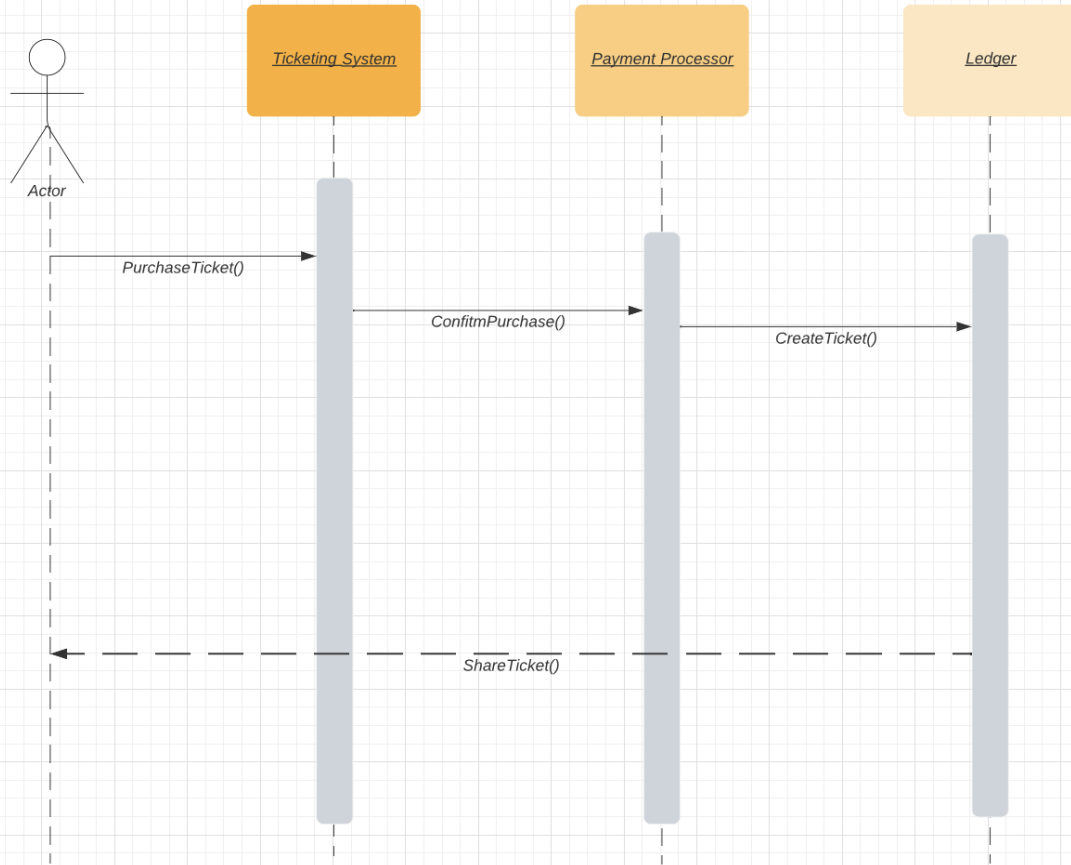 Ticketing System
Payment Processor
Ledger
Actor
PurchaseTicket()
ConfitmPurchase()
CreateTicket()
ShareTicket()